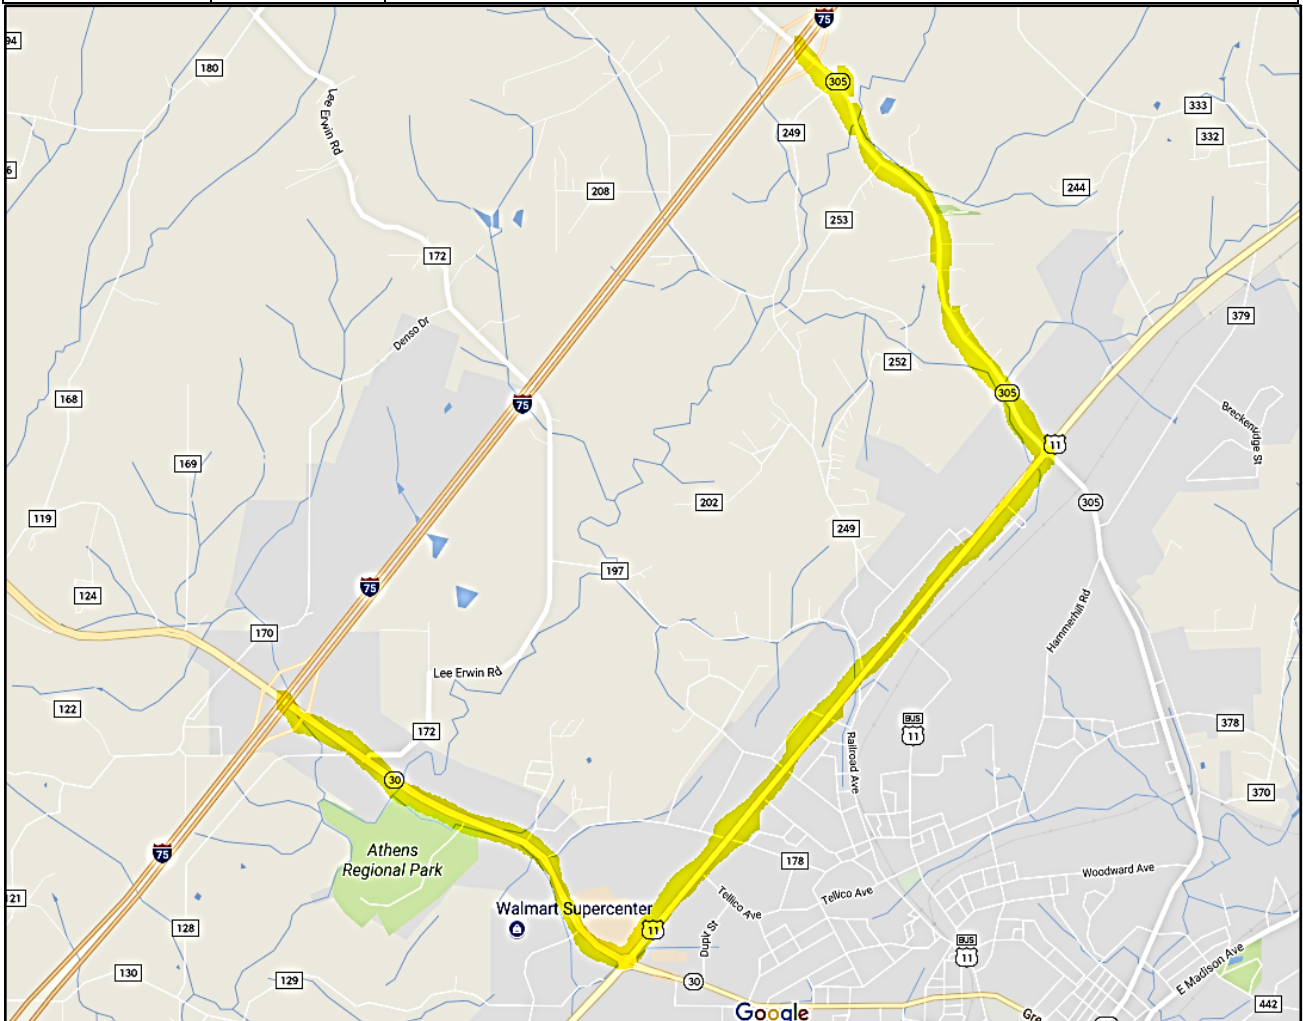 75
94
180
305
Lee Erwin Rd
333
249
332
208
244
253
172
379
Denso Dr
252
168
305
75
Breckenridge St
11
169
202
305
119
249
197
75
124
Hammerhill Rd
170
Lee Erwin Rd
122
172
378
BUS
11
Railroad Ave
30
370
75
Athens
Regional Park
178
Woodward Ave
Tellico Ave
Tellico Ave
21
Walmart Supercenter
11
128
BUS
11
E Madison Ave
130
129
30
442
Google